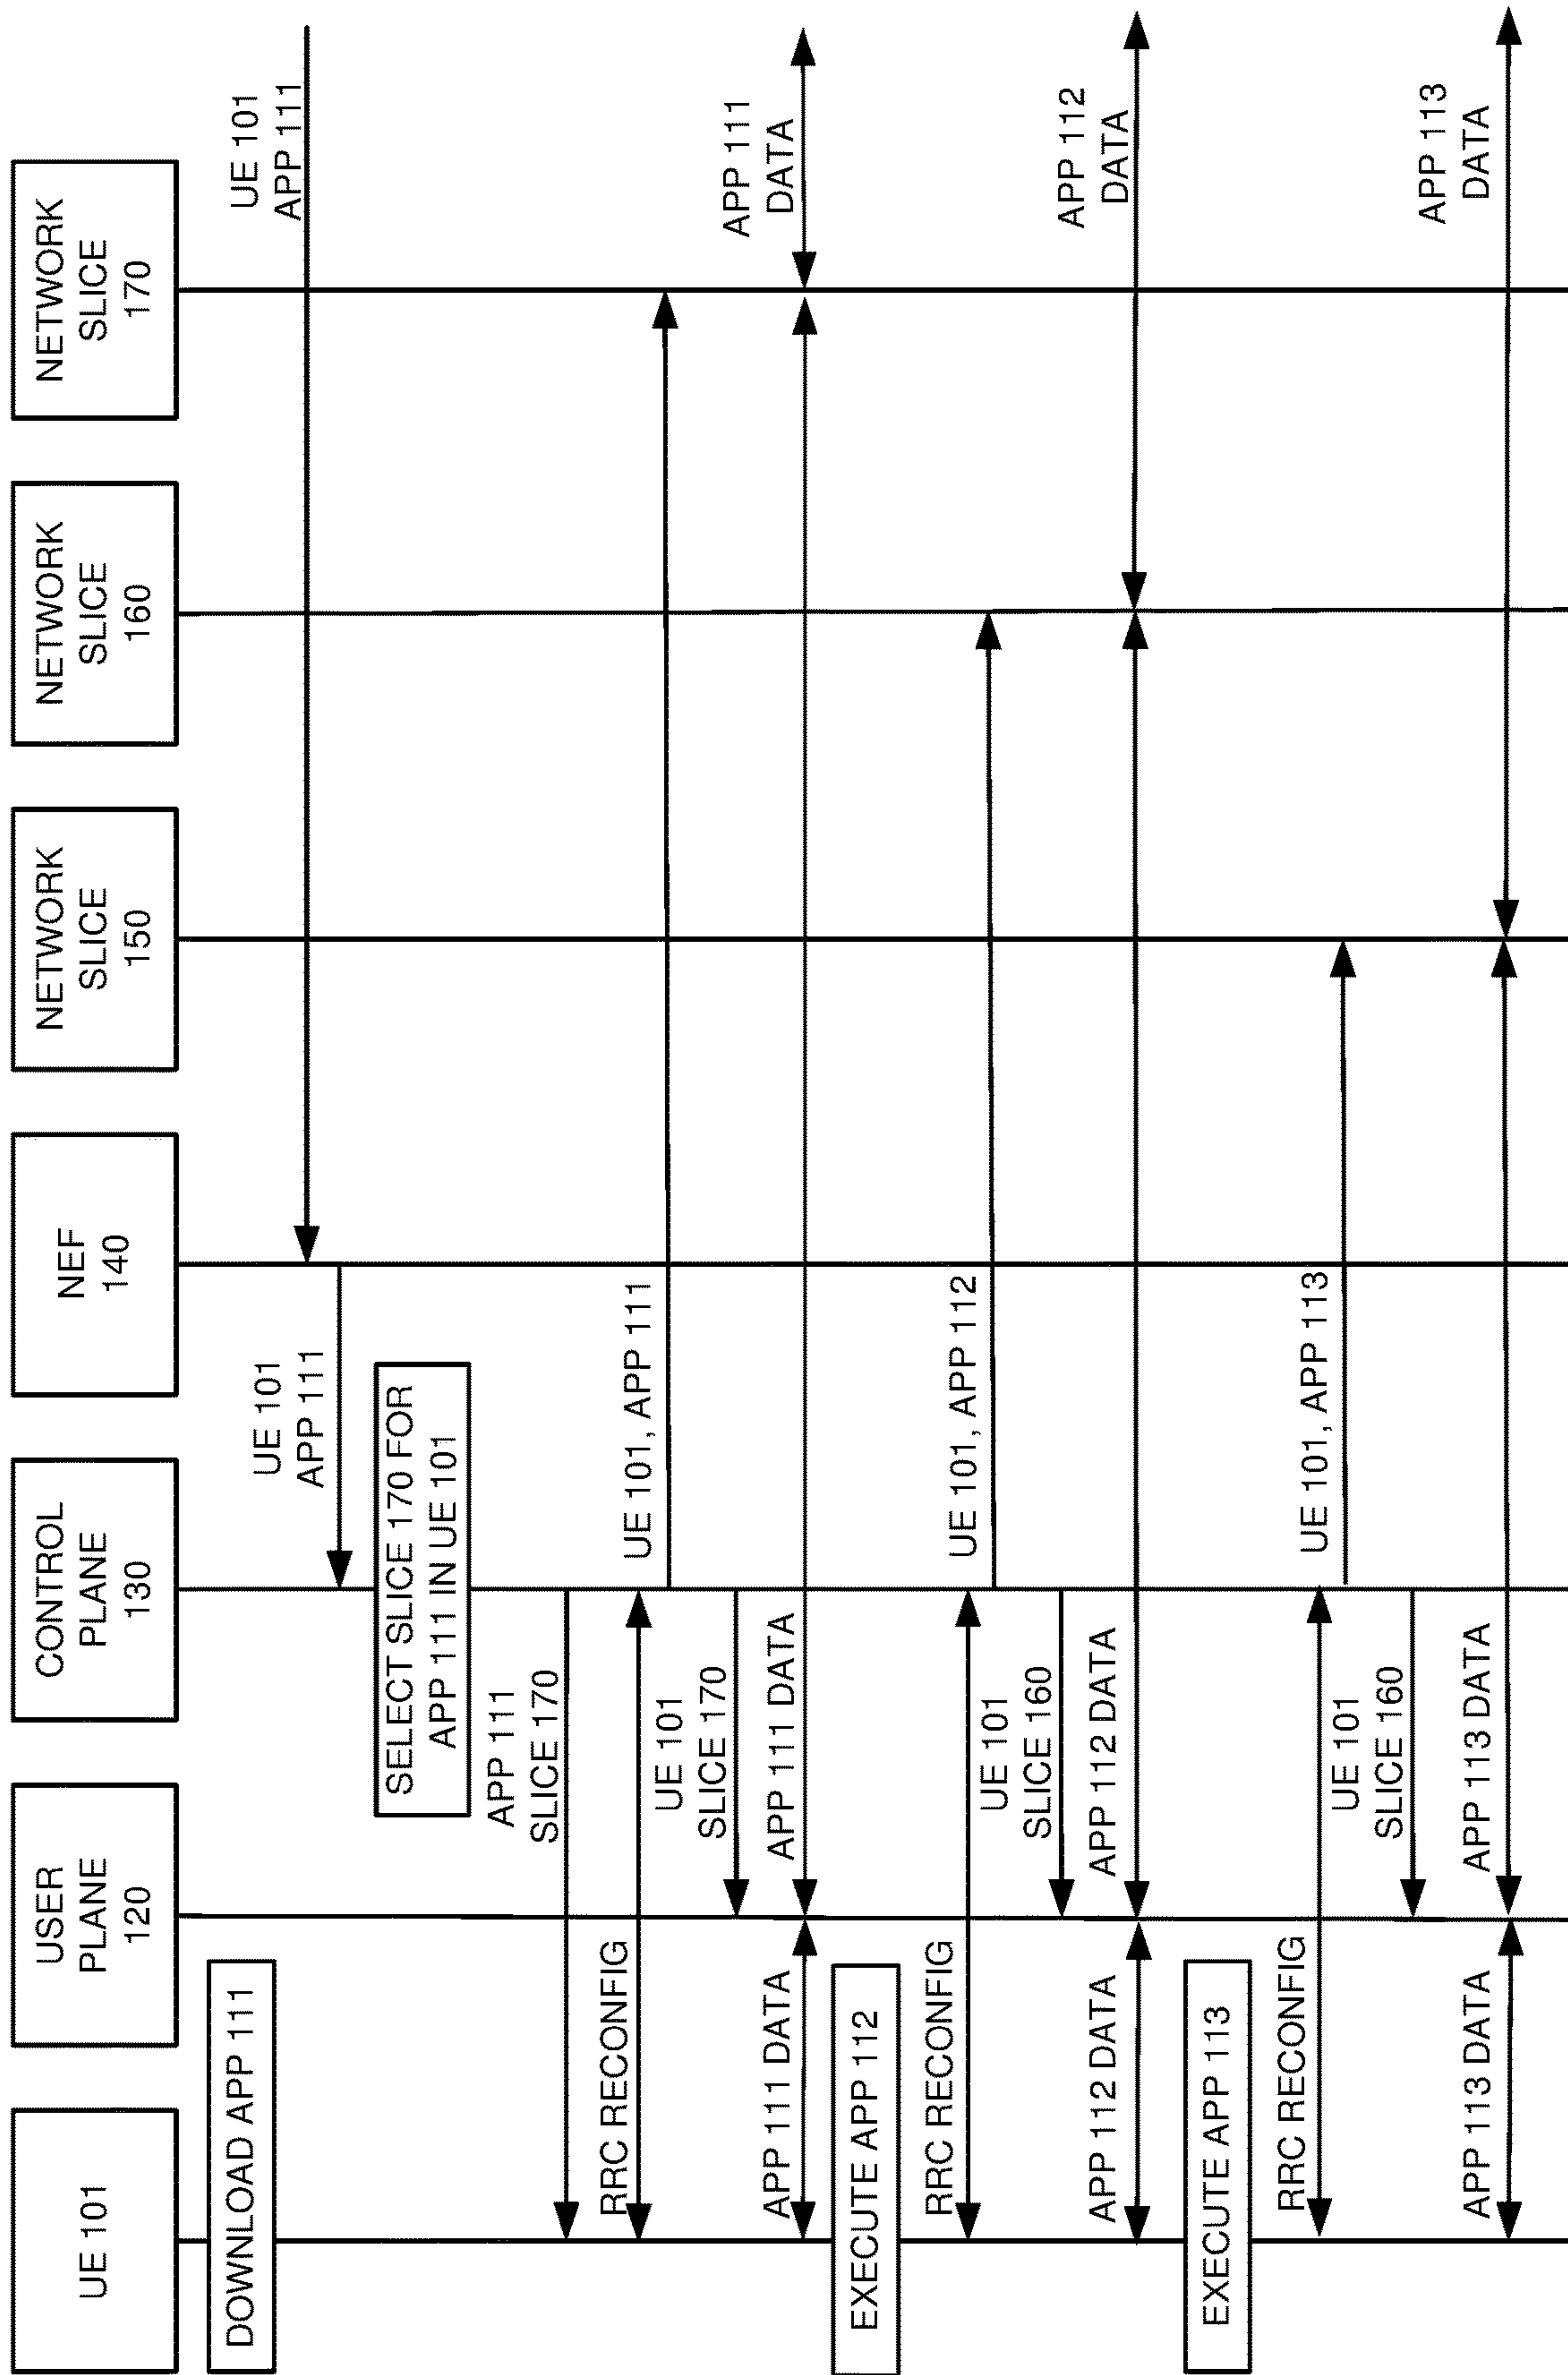 UE 101
USER
PLANE
120
CONTROL
PLANE
130
NEF
140
NETWORK
SLICE
150
NETWORK
SLICE
160
NETWORK
SLICE
170
DOWNLOAD APP 111
UE 101
APP 111
UE 101
APP 111
SELECT SLICE 170 FOR
APP 111 IN UE 101
APP 111
SLICE 170
RRC RECONFIG
UE 101, APP 111
UE 101
SLICE 170
APP 111 DATA
APP 111 DATA
APP 111
DATA
EXECUTE APP 112
RRC RECONFIG
UE 101, APP 112
UE 101
SLICE 160
APP 112 DATA
APP 112 DATA
APP 112
DATA
EXECUTE APP 113
RRC RECONFIG
UE 101, APP 113
UE 101
SLICE 160
APP 113 DATA
APP 113 DATA
APP 113
DATA